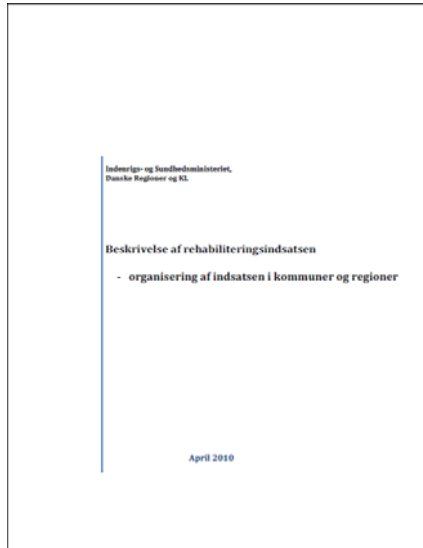 Indenrigs- og Sundhedsministeriet,
Danske Regioner og KL
Beskrivelse af rehabiliteringsindsatsen
- organisering af indsatsen i kommuner og regioner
April 2010